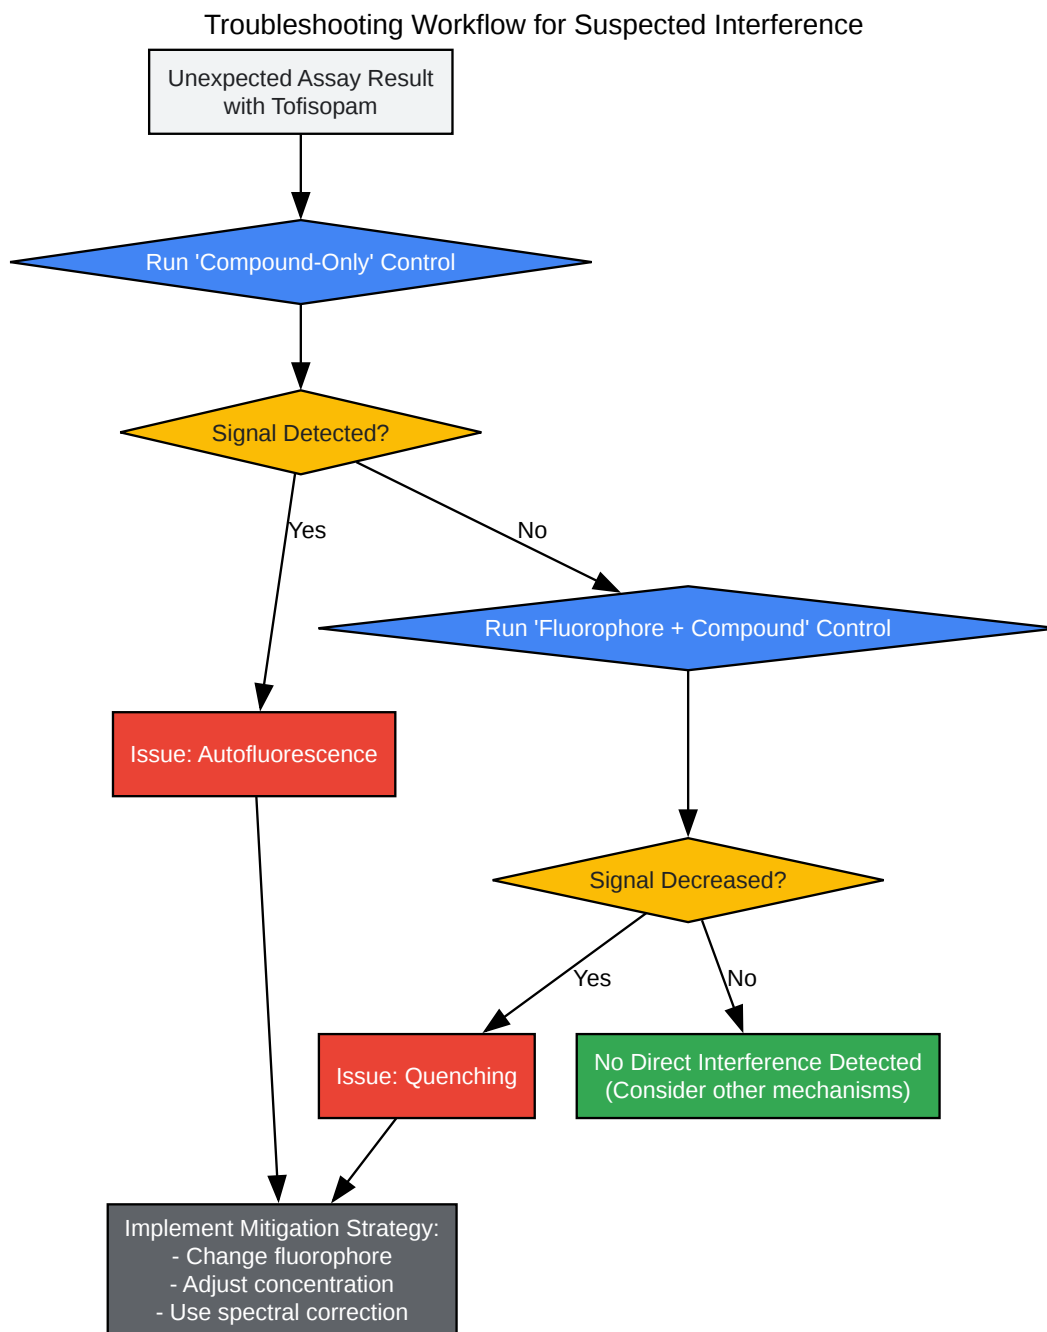 Troubleshooting Workflow for Suspected Interference
Unexpected Assay Result
with Tofisopam
Run 'Compound-Only' Control
Signal Detected?
Yes
No
Run 'Fluorophore + Compound' Control
Issue: Autofluorescence
Signal Decreased?
Yes
No
Issue: Quenching
No Direct Interference Detected
(Consider other mechanisms)
Implement Mitigation Strategy:
- Change fluorophore
- Adjust concentration
- Use spectral correction